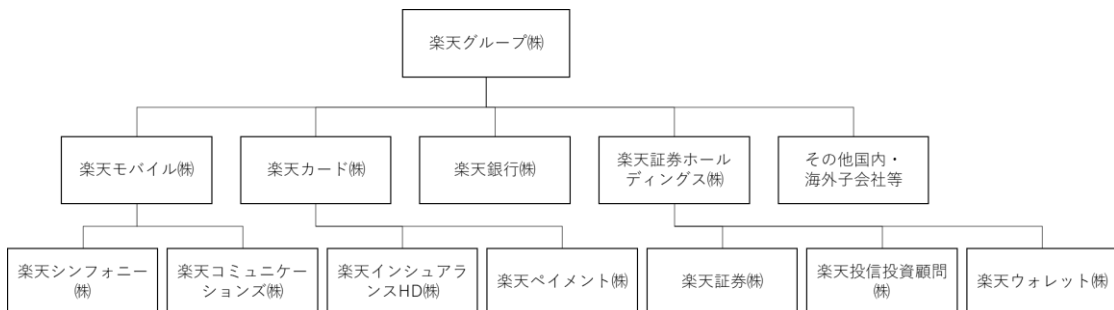 楽天グループ㈱
楽天モバイル㈱
楽天カード㈱
楽天銀行㈱
楽天証券ホール
ディングス㈱
その他国内・
海外子会社等
楽天シンフォニー
㈱
楽天コミュニケー
ションズ㈱
楽天インシュアラ
ンスHD㈱
楽天ペイメント㈱
楽天証券㈱
楽天投信投資顧問
㈱
楽天ウォレット㈱